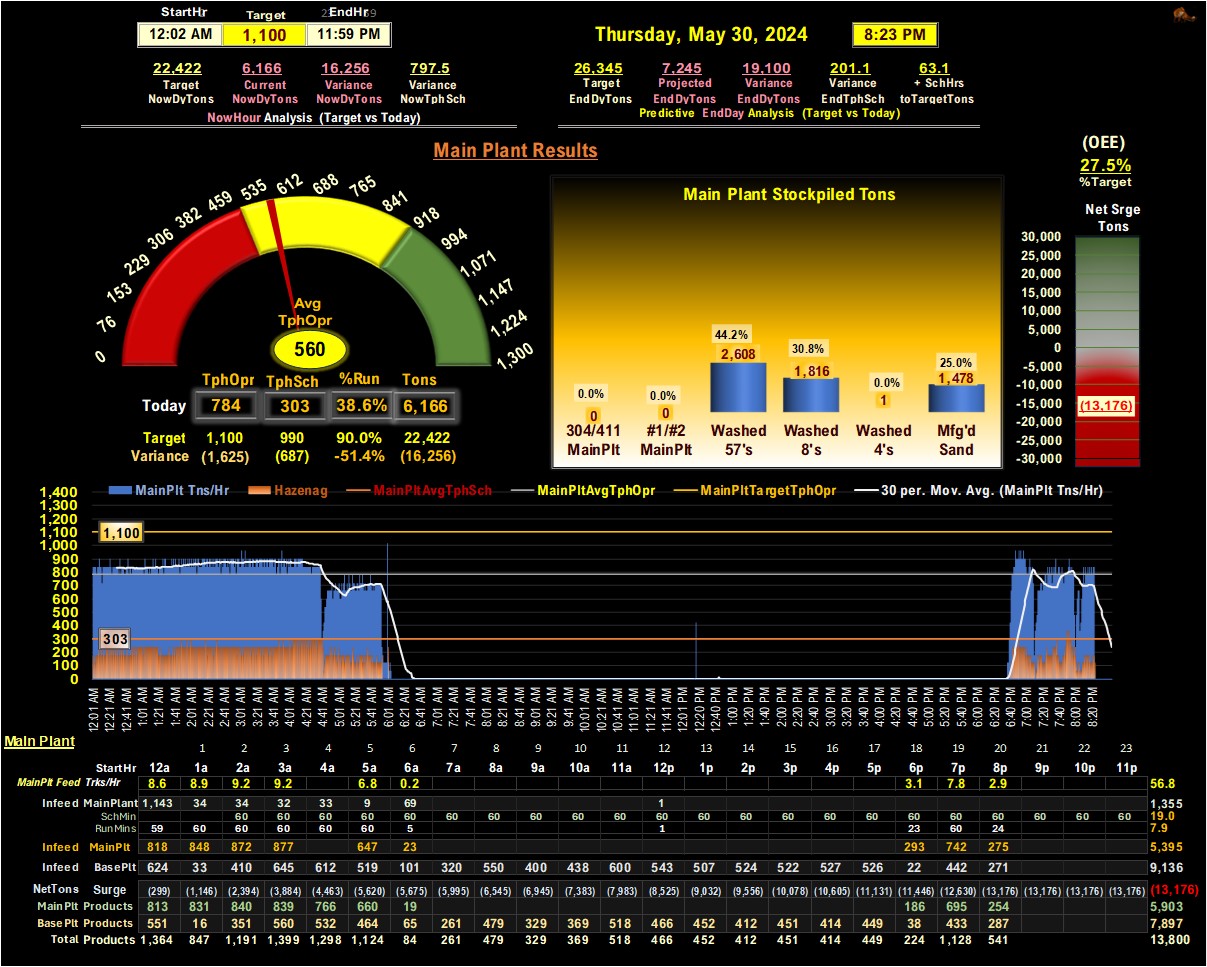 StartHr Target EndHr
12:02 AM 1,100 11:59 PM
Thursday, May 30, 2024 8:23 PM
22,422 6,166 16,256 797.5
Target Current Variance Variance
NowDyTons NowDyTons NowDyTons NowTphSch
NowHour Analysis (Target vs Today)
26,345 7,245 19,100 201.1 63.1
Target Projected Variance Variance + SchHrs
EndDyTons EndDyTons EndDyTons EndTphSch toTargetTons
Predictive EndDay Analysis (Target vs Today)
Main Plant Results
(OEE)
27.5%
%Target
Net Srge
Tons
30,000
25,000
20,000
15,000
10,000
5,000
0
-5,000
-10,000
-15,000
-20,000
-25,000
-30,000
(13,176)
0 76 153 229 306 382 459 535 612 688 765 841 918 994 1,071 1,147 1,224 1,300
Avg
TphOpr
560
TphOpr TphSch %Run Tons
Today 784 303 38.6% 6,166
Target 1,100 990 90.0% 22,422
Variance (1,625) (687) -51.4% (16,256)
Main Plant Stockpiled Tons
0.0% 0.0% 44.2% 30.8% 0.0% 25.0%
0 0 2,608 1,816 1 1,478
304/411 #1/#2 Washed Washed Washed Mfg'd
MainPlt MainPlt 57's 8's 4's Sand
MainPlt Tns/Hr Hazenag MainPltAvgTphSch MainPltAvgTphOpr MainPltTargetTphOpr 30 per. Mov. Avg. (MainPlt Tns/Hr)
1,400
1,300
1,200
1,100
1,000
900
800
700
600
500
400
300
200
100
0
1,100
303
12:01 AM 12:21 AM 12:41 AM 1:01 AM 1:21 AM 1:41 AM 2:01 AM 2:21 AM 2:41 AM 3:01 AM 3:21 AM 3:41 AM 4:01 AM 4:21 AM 4:41 AM 5:01 AM 5:21 AM 5:41 AM 6:01 AM 6:21 AM 6:41 AM 7:01 AM 7:21 AM 7:41 AM 8:01 AM 8:21 AM 8:41 AM 9:01 AM 9:21 AM 9:41 AM 10:01 AM 10:21 AM 10:41 AM 11:01 AM 11:21 AM 11:41 AM 12:01 PM 12:20 PM 12:40 PM 1:00 PM 1:20 PM 1:40 PM 2:00 PM 2:20 PM 2:40 PM 3:00 PM 3:20 PM 3:40 PM 4:00 PM 4:20 PM 4:40 PM 5:00 PM 5:20 PM 5:40 PM 6:00 PM 6:20 PM 6:40 PM 7:00 PM 7:20 PM 7:40 PM 8:00 PM 8:20 PM
Main Plant
1 2 3 4 5 6 7 8 9 10 11 12 13 14 15 16 17 18 19 20 21 22 23
StartHr 12a 1a 2a 3a 4a 5a 6a 7a 8a 9a 10a 11a 12p 1p 2p 3p 4p 5p 6p 7p 8p 9p 10p 11p
MainPlt Feed Trks/Hr 8.6 8.9 9.2 9.2 6.8 0.2 3.1 7.8 2.9 56.8
Infeed MainPlant 1,143 34 34 32 33 9 69 1 1,355
SchMin 60 60 60 60 60 60 60 60 60 60 60 60 60 60 60 60 60 60 60 19.0
RunMins 59 60 60 60 60 60 5 1 23 60 24 7.9
Infeed MainPlt 818 848 872 877 647 23 293 742 275 5,395
Infeed BasePlt 624 33 410 645 612 519 101 320 550 400 438 600 543 507 524 522 527 526 22 442 271 9,136
NetTons Surge (299) (1,146) (2,394) (3,884) (4,463) (5,620) (5,675) (5,995) (6,545) (6,945) (7,383) (7,983) (8,525) (9,032) (9,556) (10,078) (10,605) (11,131) (11,446) (12,630) (13,176) (13,176) (13,176) (13,176) (13,176)
MainPlt Products 813 831 840 839 766 660 19 186 695 254 5,903
BasePlt Products 551 16 351 560 532 464 65 261 479 329 369 518 466 452 412 451 414 449 38 433 287 7,897
Total Products 1,364 847 1,191 1,399 1,298 1,124 84 261 479 329 369 518 466 452 412 451 414 449 224 1,128 541 13,800